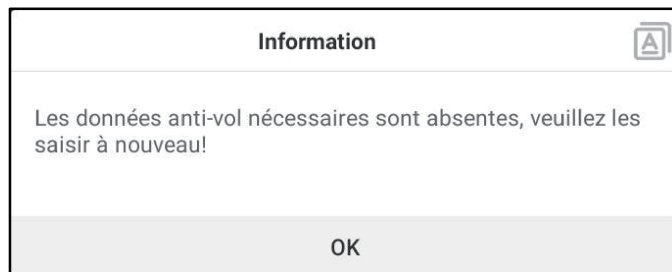 Information
Les données anti-vol nécessaires sont absentes, veuillez les
saisir à nouveau!
OK